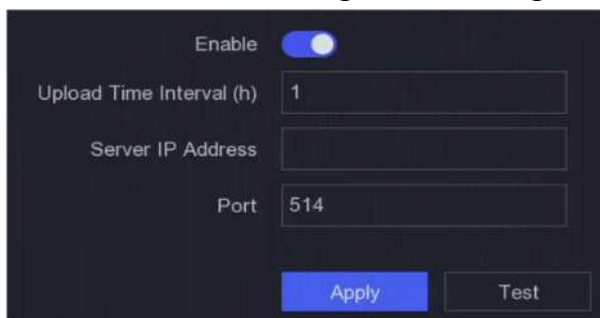 Enable
Upload Time Interval (h) 1
Server IP Address
Port 514
Apply Test